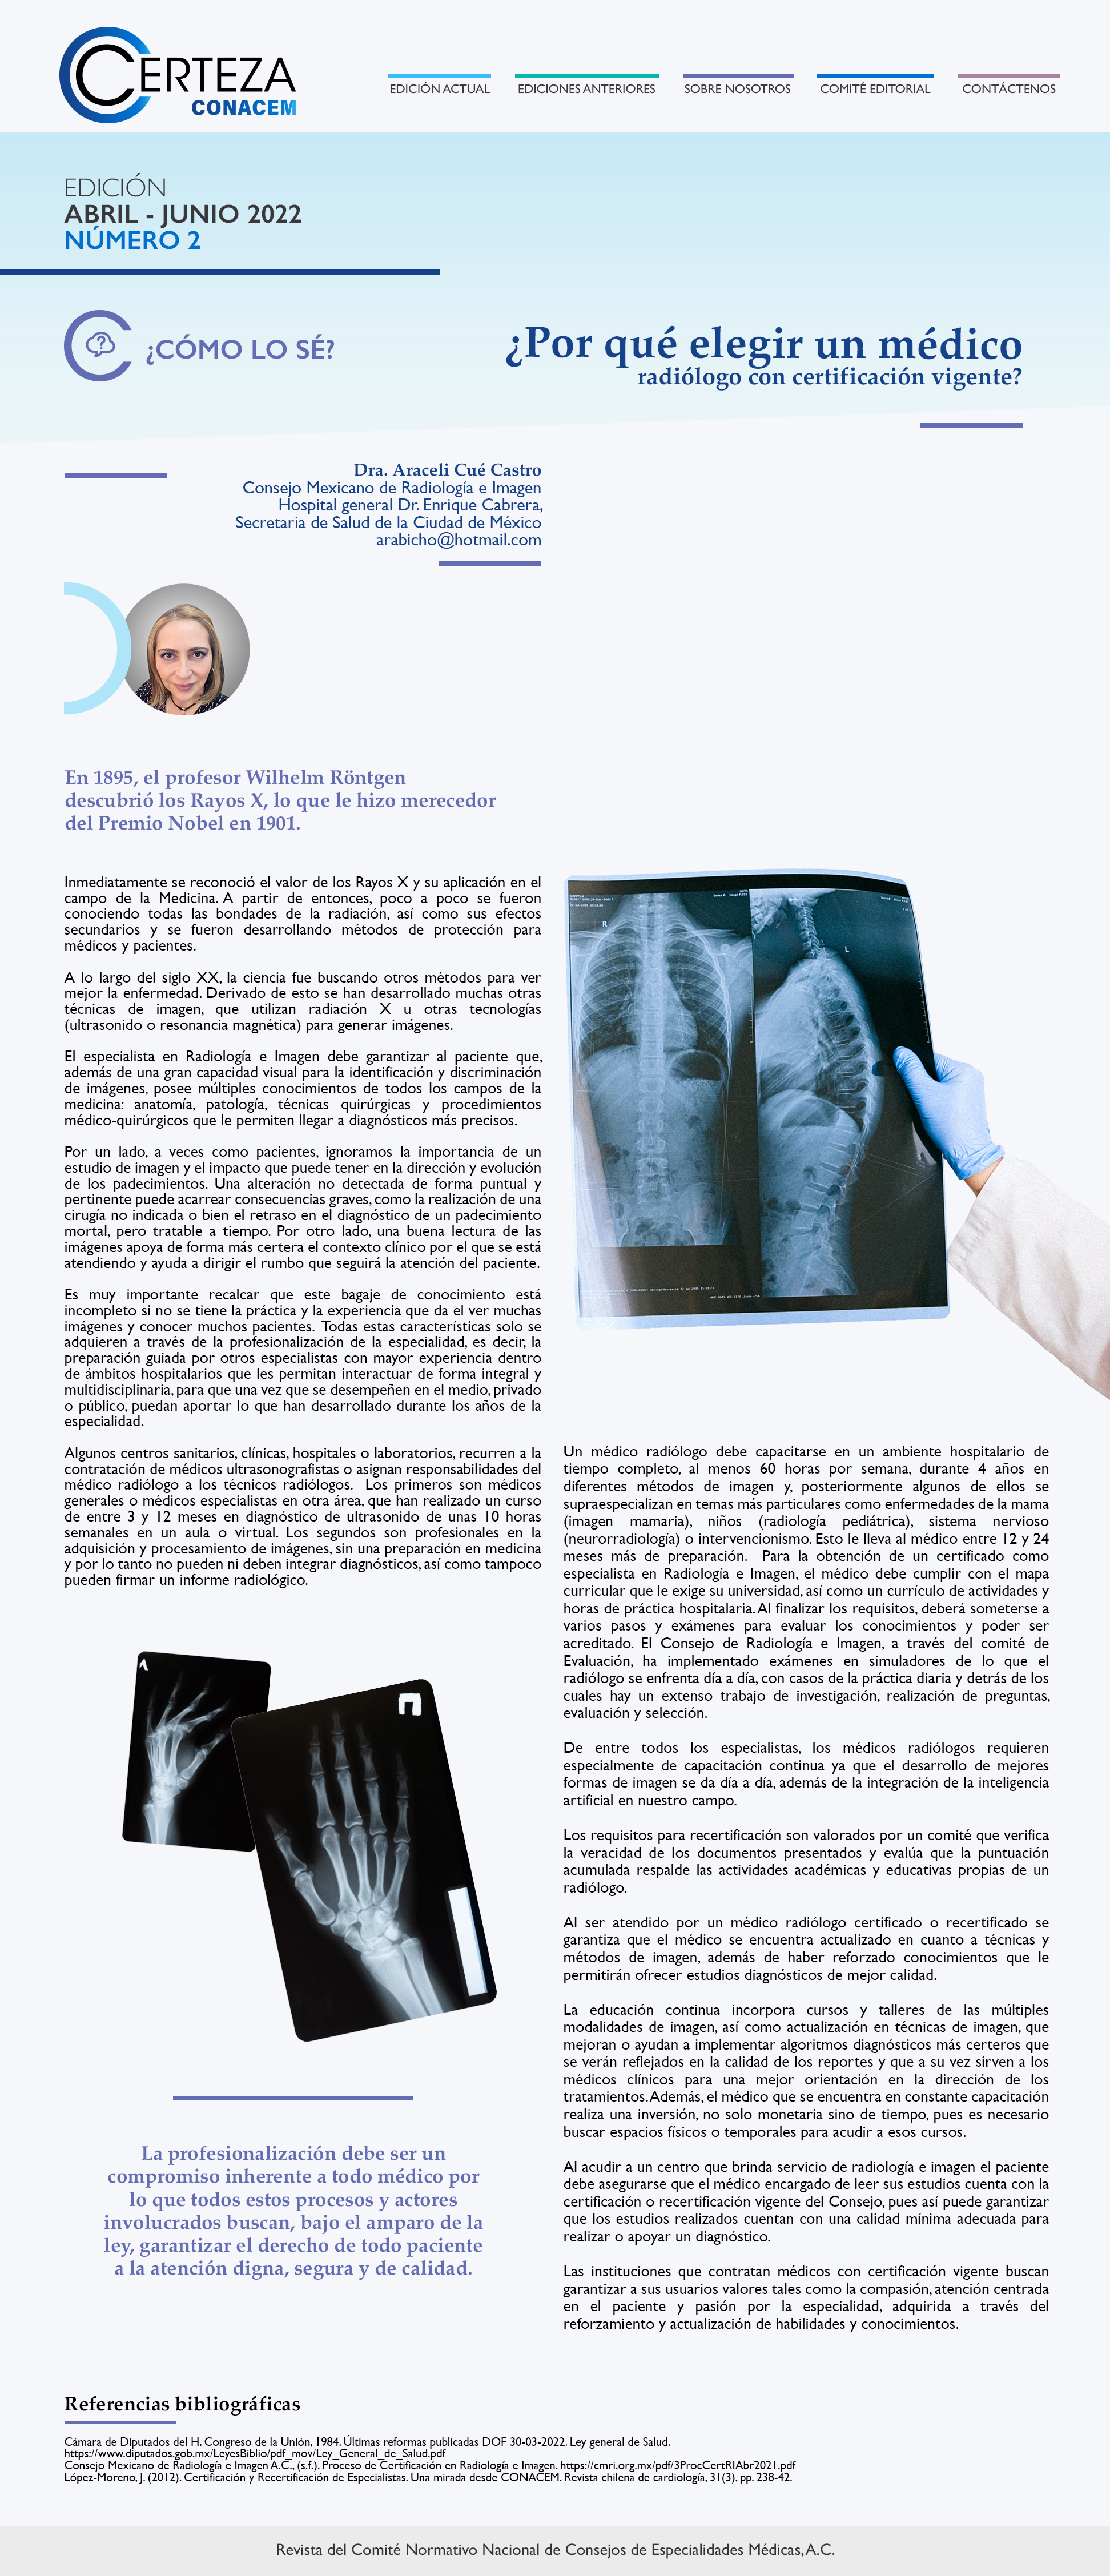 CERTEZA
CONACEM
EDICIÓN ACTUAL
EDICIONES ANTERIORES
SOBRE NOSOTROS
COMITÉ EDITORIAL
CONTÁCTENOS
EDICIÓN
ABRIL - JUNIO 2022
NÚMERO 2
¿CÓMO LO SÉ?
¿Por qué elegir un médico
radiólogo con certificación vigente?
Dra. Araceli Cué Castro
Consejo Mexicano de Radiología e Imagen
Hospital general Dr. Enrique Cabrera,
Secretaria de Salud de la Ciudad de México
arabicho@hotmail.com
En 1895, el profesor Wilhelm Röntgen
descubrió los Rayos X, lo que le hizo merecedor
del Premio Nobel en 1901.
Inmediatamente se reconoció el valor de los Rayos X y su aplicación en el
campo de la Medicina. A partir de entonces, poco a poco se fueron
conociendo todas las bondades de la radiación, así como sus efectos
secundarios y se fueron desarrollando métodos de protección para
médicos y pacientes.
A lo largo del siglo XX, la ciencia fue buscando otros métodos para ver
mejor la enfermedad. Derivado de esto se han desarrollado muchas otras
técnicas de imagen, que utilizan radiación X u otras tecnologías
(ultrasonido o resonancia magnética) para generar imágenes.
El especialista en Radiología e Imagen debe garantizar al paciente que,
además de una gran capacidad visual para la identificación y discriminación
de imágenes, posee múltiples conocimientos de todos los campos de la
medicina: anatomía, patología, técnicas quirúrgicas y procedimientos
médico-quirúrgicos que le permiten llegar a diagnósticos más precisos.
Por un lado, a veces como pacientes, ignoramos la importancia de un
estudio de imagen y el impacto que puede tener en la dirección y evolución
de los padecimientos. Una alteración no detectada de forma puntual y
pertinente puede acarrear consecuencias graves, como la realización de una
cirugía no indicada o bien el retraso en el diagnóstico de un padecimiento
mortal, pero tratable a tiempo. Por otro lado, una buena lectura de las
imágenes apoya de forma más certera el contexto clínico por el que se está
atendiendo y ayuda a dirigir el rumbo que seguirá la atención del paciente.
Es muy importante recalcar que este bagaje de conocimiento está
incompleto si no se tiene la práctica y la experiencia que da el ver muchas
imágenes y conocer muchos pacientes. Todas estas características solo se
adquieren a través de la profesionalización de la especialidad, es decir, la
preparación guiada por otros especialistas con mayor experiencia dentro
de ámbitos hospitalarios que les permitan interactuar de forma integral y
multidisciplinaria, para que una vez que se desempeñen en el medio, privado
o público, puedan aportar lo que han desarrollado durante los años de la
especialidad.
Algunos centros sanitarios, clínicas, hospitales o laboratorios, recurren a la
contratación de médicos ultrasonografistas o asignan responsabilidades del
médico radiólogo a los técnicos radiólogos. Los primeros son médicos
generales o médicos especialistas en otra área, que han realizado un curso
de entre 3 y 12 meses en diagnóstico de ultrasonido de unas 10 horas
semanales en un aula o virtual. Los segundos son profesionales en la
adquisición y procesamiento de imágenes, sin una preparación en medicina
y por lo tanto no pueden ni deben integrar diagnósticos, así como tampoco
pueden firmar un informe radiológico.
R
L
La profesionalización debe ser un
compromiso inherente a todo médico por
lo que todos estos procesos y actores
involucrados buscan, bajo el amparo de la
ley, garantizar el derecho de todo paciente
a la atención digna, segura y de calidad.
Un médico radiólogo debe capacitarse en un ambiente hospitalario de
tiempo completo, al menos 60 horas por semana, durante 4 años en
diferentes métodos de imagen y, posteriormente algunos de ellos se
supraespecializan en temas más particulares como enfermedades de la mama
(imagen mamaria), niños (radiología pediátrica), sistema nervioso
(neurorradiología) o intervencionismo. Esto le lleva al médico entre 12 y 24
meses más de preparación. Para la obtención de un certificado como
especialista en Radiología e Imagen, el médico debe cumplir con el mapa
curricular que le exige su universidad, así como un currículo de actividades y
horas de práctica hospitalaria. Al finalizar los requisitos, deberá someterse a
varios pasos y exámenes para evaluar los conocimientos y poder ser
acreditado. El Consejo de Radiología e Imagen, a través del comité de
Evaluación, ha implementado exámenes en simuladores de lo que el
radiólogo se enfrenta día a día, con casos de la práctica diaria y detrás de los
cuales hay un extenso trabajo de investigación, realización de preguntas,
evaluación y selección.
De entre todos los especialistas, los médicos radiólogos requieren
especialmente de capacitación continua ya que el desarrollo de mejores
formas de imagen se da día a día, además de la integración de la inteligencia
artificial en nuestro campo.
Los requisitos para recertificación son valorados por un comité que verifica
la veracidad de los documentos presentados y evalúa que la puntuación
acumulada respalde las actividades académicas y educativas propias de un
radiólogo.
Al ser atendido por un médico radiólogo certificado o recertificado se
garantiza que el médico se encuentra actualizado en cuanto a técnicas y
métodos de imagen, además de haber reforzado conocimientos que le
permitirán ofrecer estudios diagnósticos de mejor calidad.
La educación continua incorpora cursos y talleres de las múltiples
modalidades de imagen, así como actualización en técnicas de imagen, que
mejoran o ayudan a implementar algoritmos diagnósticos más certeros que
se verán reflejados en la calidad de los reportes y que a su vez sirven a los
médicos clínicos para una mejor orientación en la dirección de los
tratamientos. Además, el médico que se encuentra en constante capacitación
realiza una inversión, no solo monetaria sino de tiempo, pues es necesario
buscar espacios físicos o temporales para acudir a esos cursos.
Al acudir a un centro que brinda servicio de radiología e imagen el paciente
debe asegurarse que el médico encargado de leer sus estudios cuenta con la
certificación o recertificación vigente del Consejo, pues así puede garantizar
que los estudios realizados cuentan con una calidad mínima adecuada para
realizar o apoyar un diagnóstico.
Las instituciones que contratan médicos con certificación vigente buscan
garantizar a sus usuarios valores tales como la compasión, atención centrada
en el paciente y pasión por la especialidad, adquirida a través del
reforzamiento y actualización de habilidades y conocimientos.
Referencias bibliográficas
Cámara de Diputados del H. Congreso de la Unión, 1984. Últimas reformas publicadas DOF 30-03-2022. Ley general de Salud.
https://www.diputados.gob.mx/LeyesBiblio/pdf_mov/Ley_General_de_Salud.pdf
Consejo Mexicano de Radiología e Imagen A.C., (s.f.). Proceso de Certificación en Radiología e Imagen. https://cmri.org.mx/pdf/3ProcCertRIAbr2021.pdf
López-Moreno, J. (2012). Certificación y Recertificación de Especialistas. Una mirada desde CONACEM. Revista chilena de cardiología, 31(3), pp. 238-42.
Revista del Comité Normativo Nacional de Consejos de Especialidades Médicas, A.C.